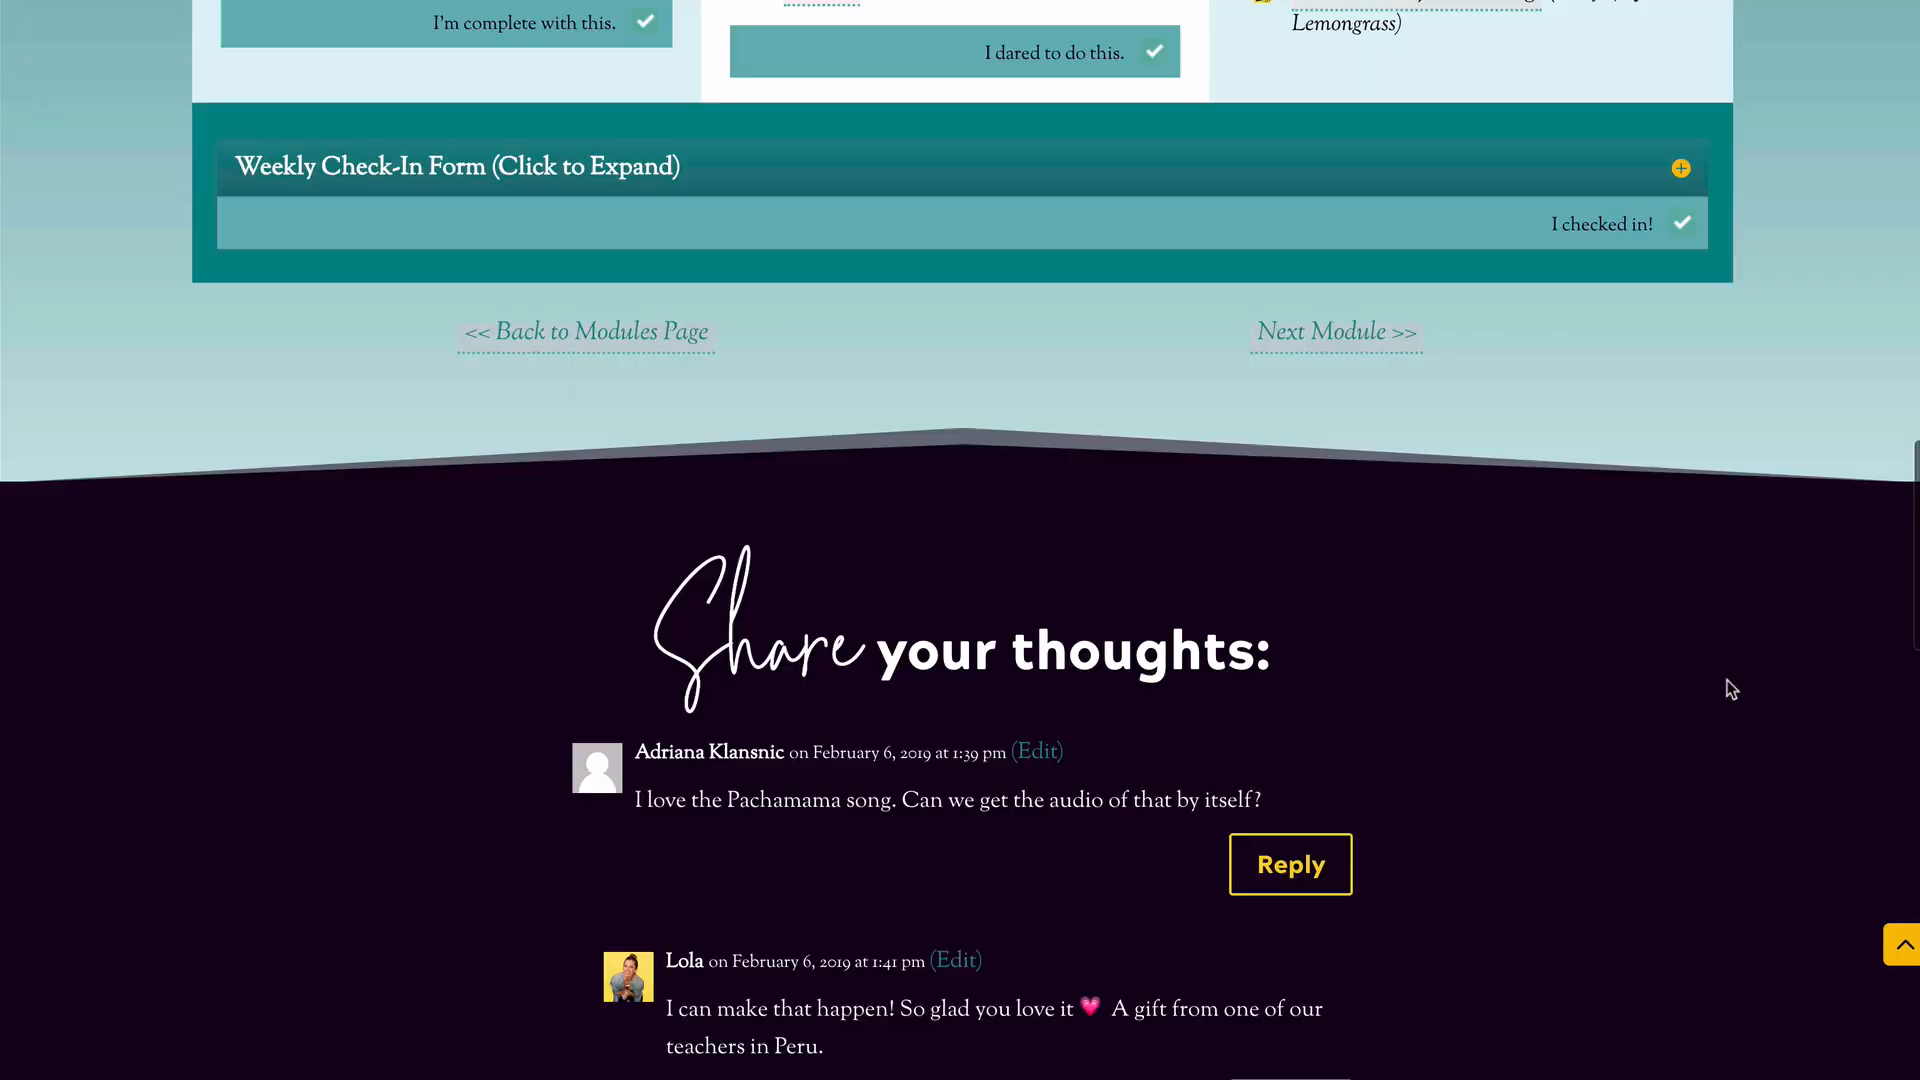 I'm complete with this.
I dared to do this.
Lemongrass)
Weekly Check-In Form (Click to Expand)
I checked in!
<< Back to Modules Page
Next Module >>
Share your thoughts:
Adriana Klansnic on February 6, 2019 at 1:39 pm (Edit)
I love the Pachamama song. Can we get the audio of that by itself?
Reply
Lola on February 6, 2019 at 1:41 pm (Edit)
I can make that happen! So glad you love it 💗 A gift from one of our
teachers in Peru.